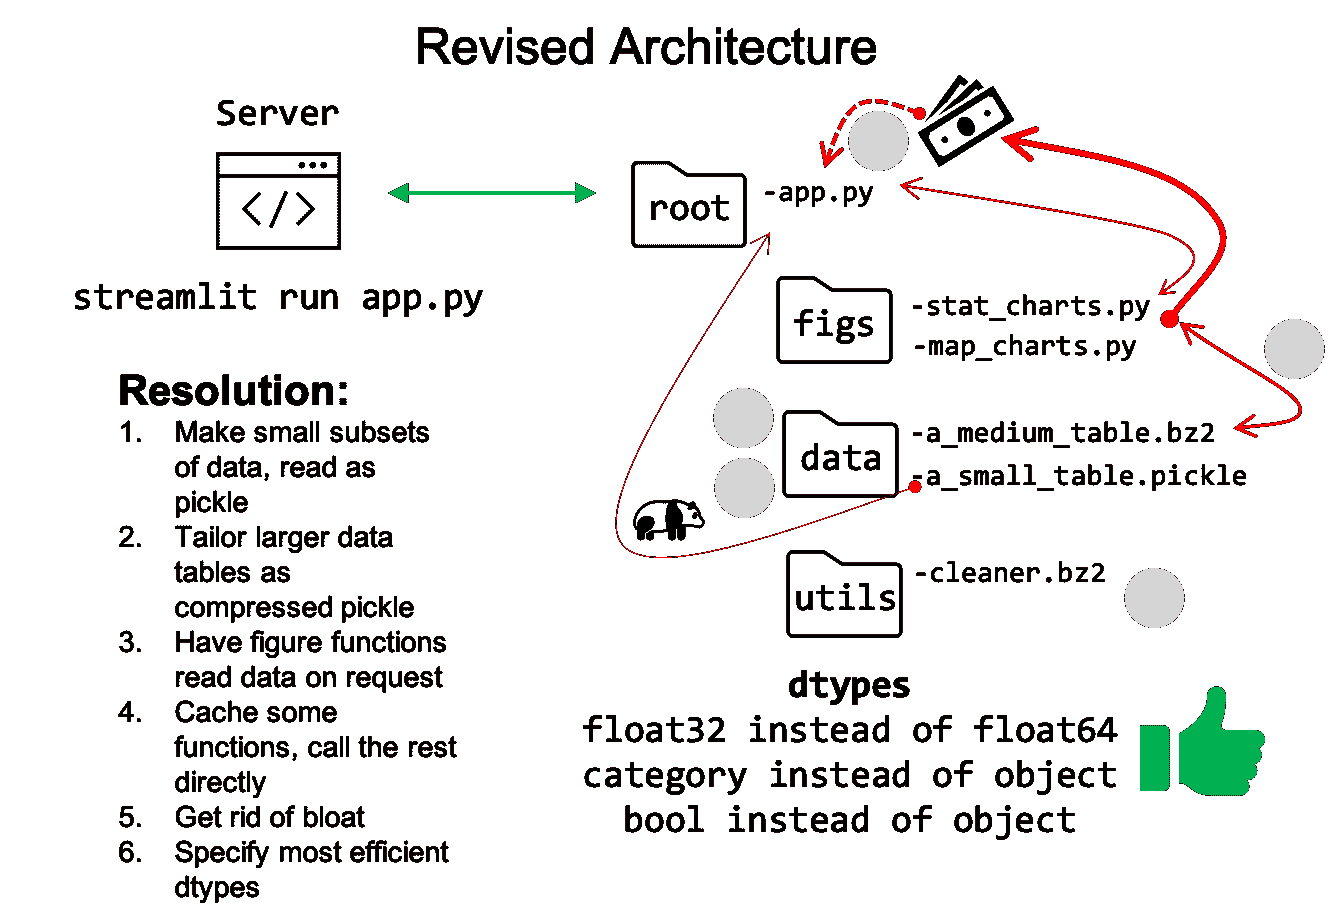 Revised Architecture
Server
</>
streamlit run app.py
root
-app.py
figs
-stat_charts.py
-map_charts.py
data
-a_medium_table.bz2
-a_small_table.pickle
utils
-cleaner.bz2
Resolution:
1. Make small subsets
of data, read as
pickle
2. Tailor larger data
tables as
compressed pickle
3. Have figure functions
read data on request
4. Cache some
functions, call the rest
directly
5. Get rid of bloat
6. Specify most efficient
dtypes
dtypes
float32 instead of float64
category instead of object
bool instead of object